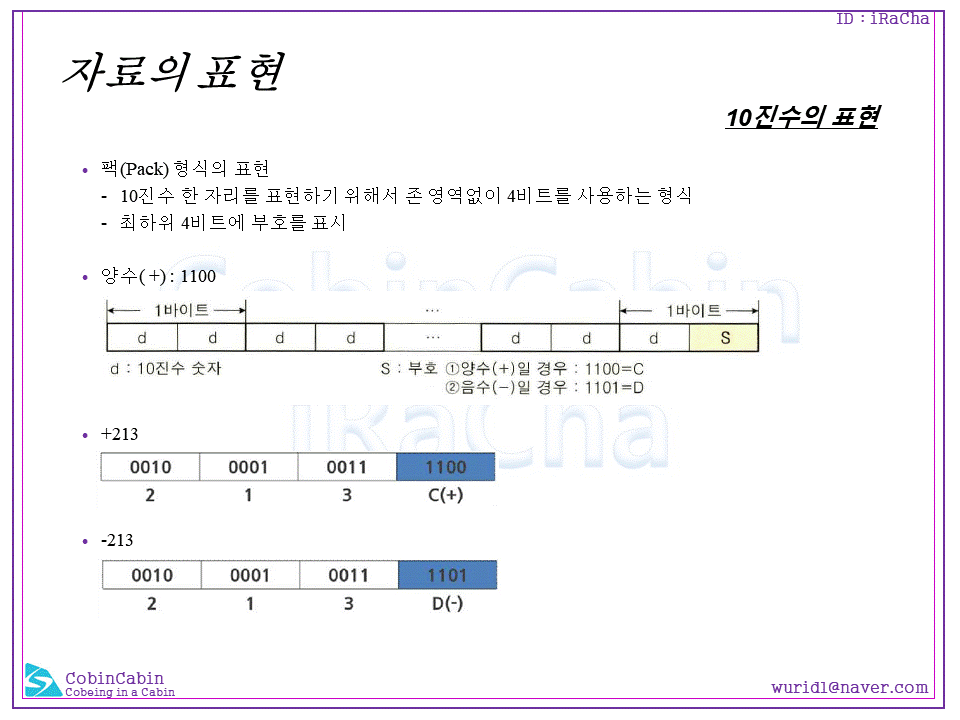 ID : iRaCha
자료의 표현
10진수의 표현
• 팩(Pack) 형식의 표현
- 10진수 한 자리를 표현하기 위해서 존 영역없이 4비트를 사용하는 형식
- 최하위 4비트에 부호를 표시
• 양수( +) : 1100
CobinCabin
1바이트 ··· 1바이트
d d d d ··· d d d S
d : 10진수 숫자 S : 부호 ①양수(+)일 경우 : 1100=C
②음수(−)일 경우 : 1101=D
iRaCha
• +213
0010 0001 0011 1100
2 1 3 C(+)
• -213
0010 0001 0011 1101
2 1 3 D(-)
CobinCabin
Cobeing in a Cabin
wuridl@naver.com